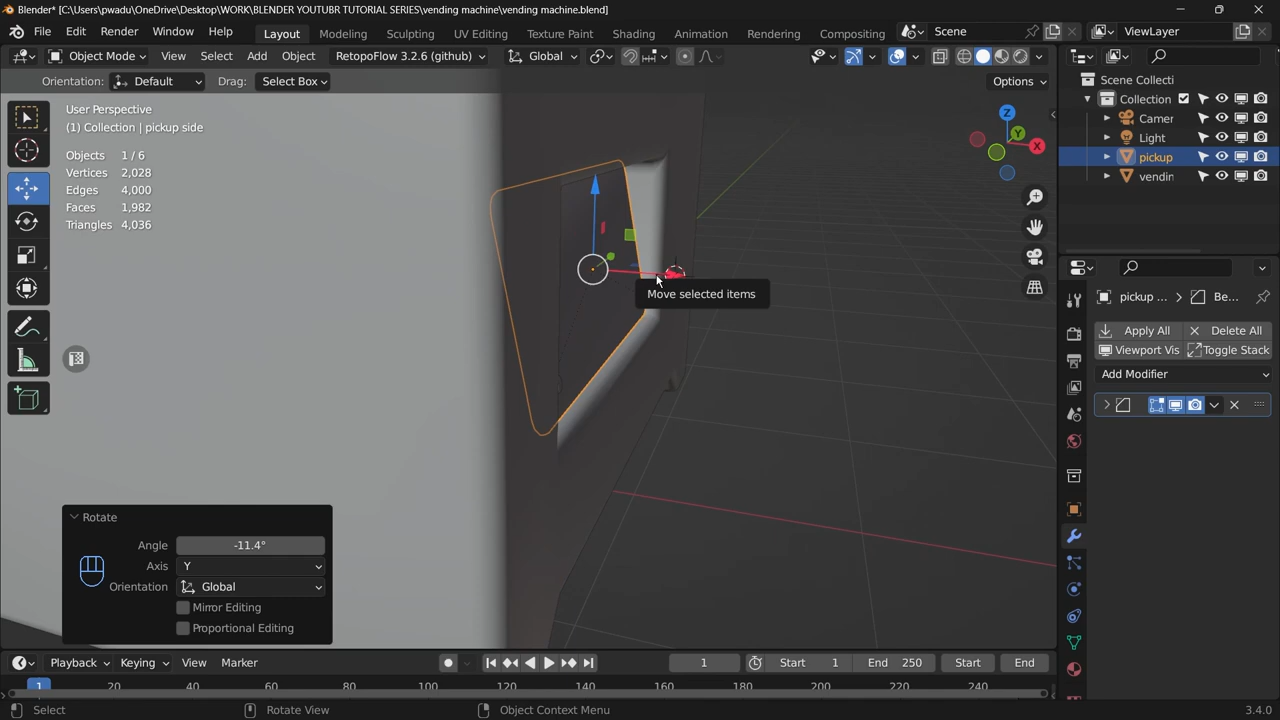 Blender* [C:\Users\pwadu\OneDrive\Desktop\WORK\BLENDER YOUTUBR TUTORIAL SERIES\vending machine\vending machine.blend]
File Edit Render Window Help Layout Modeling Sculpting UV Editing Texture Paint Shading Animation Compositing Rendering Scene ViewLayer
Object Mode View Select Add Object RetopoFlow 3.2.6 (github) Global
Orientation: Default Drag: Select Box Options
User Perspective
(1) Collection | pickup side
Objects 1/6
Vertices 2,028
Edges 4,000
Faces 1,982
Triangles 4,036
Z
Y
X
Move selected items
Scene Collecti
Collection
Camer
Light
pickup
vendin
pickup ... Be...
Apply All Delete All
Viewport Vis Toggle Stack
Add Modifier
Rotate
Angle -11.4°
Axis Y
Orientation Global
Mirror Editing
Proportional Editing
Playback Keying View Marker 1 Start 1 End 250 Start End
1 20 40 60 80 100 120 140 160 180 200 220 240
Select Rotate View Object Context Menu 3.4.0